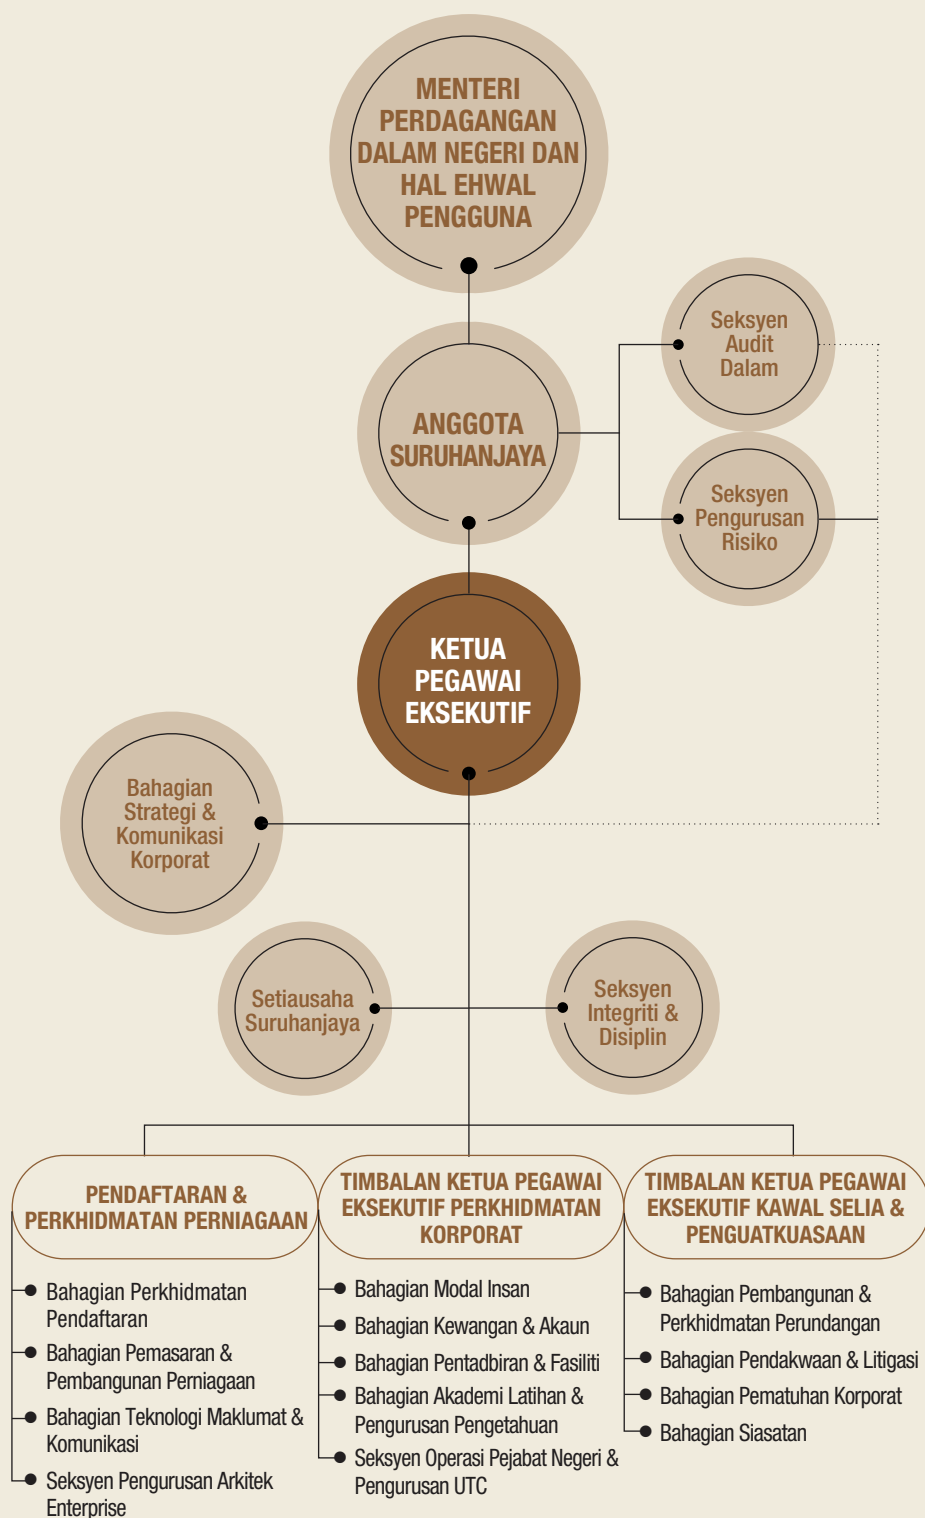 MENTERI
PERDAGANGAN
DALAM NEGERI DAN
HAL EHWAL
PENGGUNA
Seksyen
Audit
Dalam
ANGGOTA
SURUHANJAYA
Seksyen
Pengurusan
Risiko
KETUA
PEGAWAI
EKSEKUTIF
Bahagian
Strategi &
Komunikasi
Korporat
Setiausaha
Suruhanjaya
Seksyen
Integriti &
Disiplin
PENDAFTARAN &
PERKHIDMATAN PERNIAGAAN
Bahagian Perkhidmatan
Pendaftaran
Bahagian Pemasaran &
Pembangunan Perniagaan
Bahagian Teknologi Maklumat &
Komunikasi
Seksyen Pengurusan Arkitek
Enterprise
TIMBALAN KETUA PEGAWAI
EKSEKUTIF PERKHIDMATAN
KORPORAT
Bahagian Modal Insan
Bahagian Kewangan & Akaun
Bahagian Pentadbiran & Fasiliti
Bahagian Akademi Latihan &
Pengurusan Pengetahuan
Seksyen Operasi Pejabat Negeri &
Pengurusan UTC
TIMBALAN KETUA PEGAWAI
EKSEKUTIF KAWAL SELIA &
PENGUATKUASAAN
Bahagian Pembangunan &
Perkhidmatan Perundangan
Bahagian Pendakwaan & Litigasi
Bahagian Pematuhan Korporat
Bahagian Siasatan